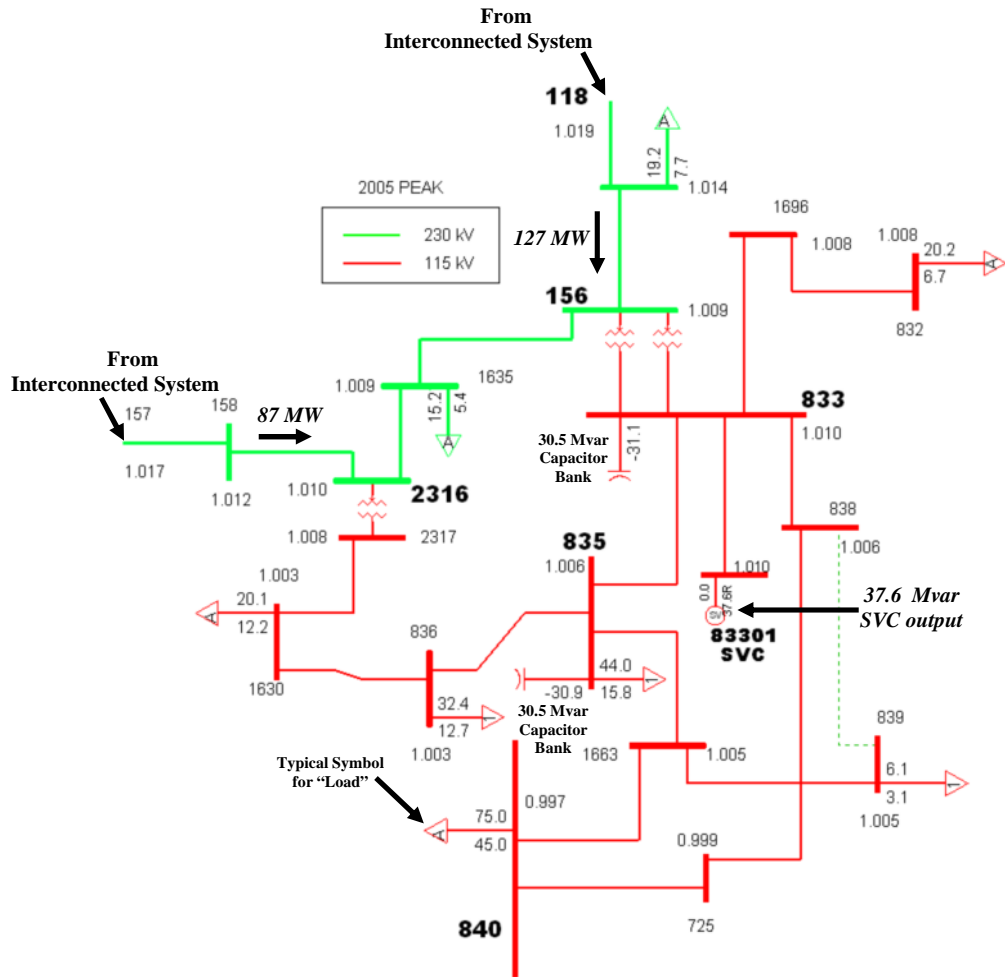 From
Interconnected System
118
1.019
A
19.2
7.7
1.014
2005 PEAK
230 kV
115 kV
127 MW
156
1.009
1696
1.008
1.008
20.2
A
6.7
832
From
Interconnected System
157
1.017
158
1.012
87 MW
1.009
1635
15.2
5.4
A
1.010
2316
833
1.010
30.5 Mvar
Capacitor
Bank
-31.1
1.008
2317
838
1.006
835
1.006
1.010
0.0
37.6R
SV
83301
SVC
37.6 Mvar
SVC output
1.003
20.1
A
12.2
1630
836
32.4
12.7
1
1.003
44.0
-30.9
15.8
1
30.5 Mvar
Capacitor
Bank
839
6.1
3.1
1
1.005
1663
1.005
Typical Symbol
for “Load”
0.997
75.0
A
45.0
840
0.999
725